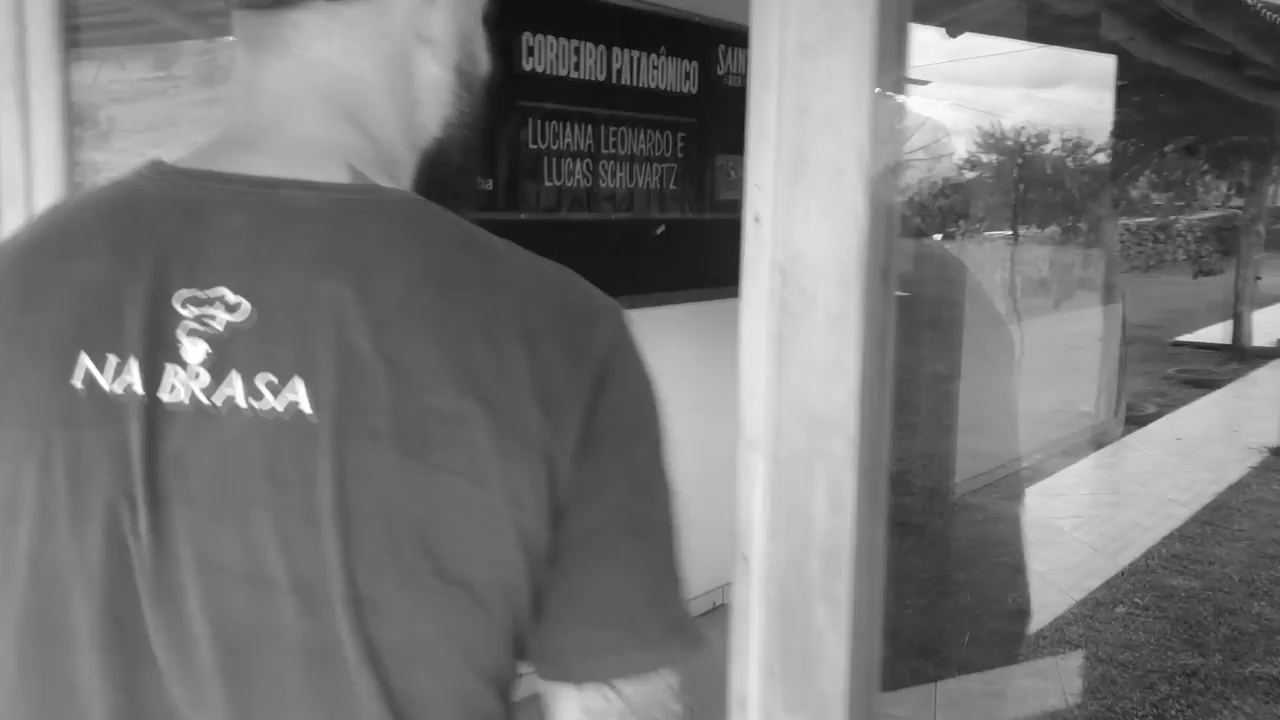 CORDEIRO PATAGÔNICO
LUCIANA LEONARDO E
LUCAS SCHUVARTZ
NA BRASA